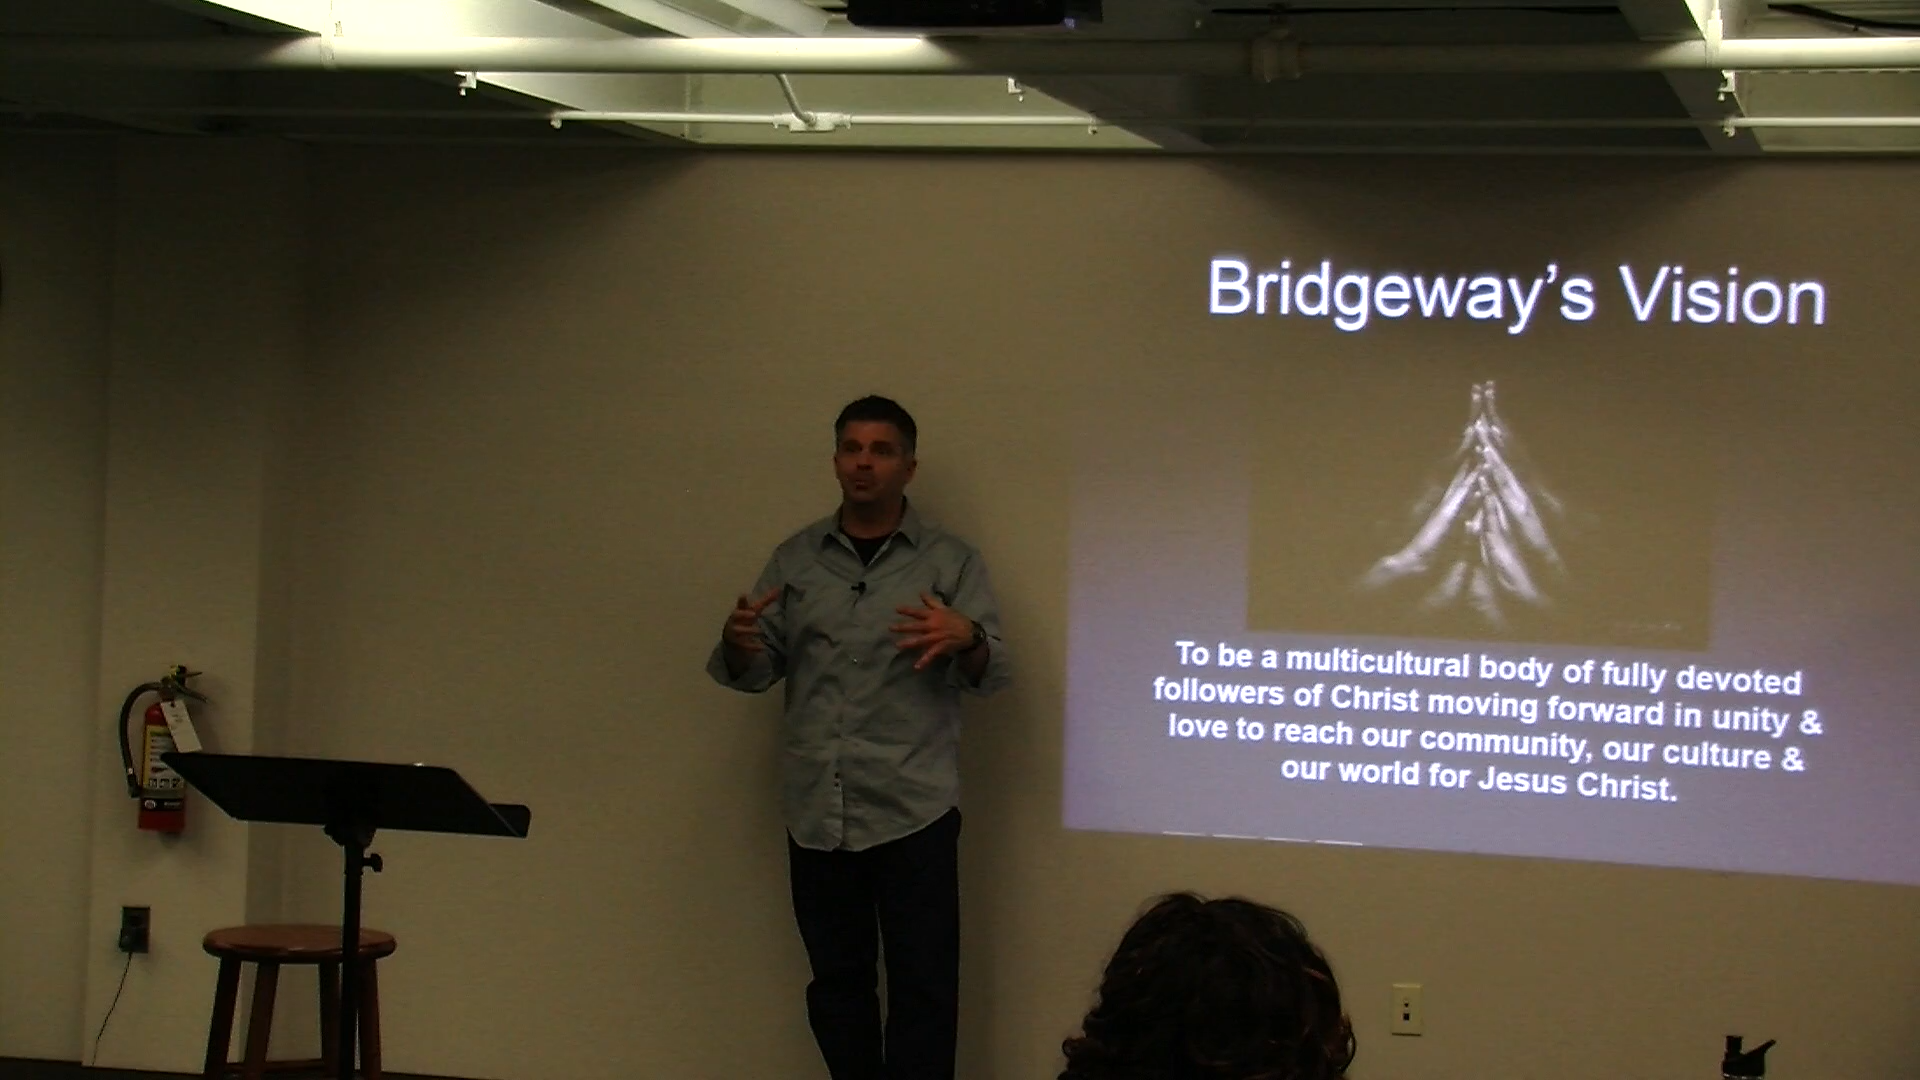 Bridgeway’s Vision
To be a multicultural body of fully devoted
followers of Christ moving forward in unity &
love to reach our community, our culture &
our world for Jesus Christ.